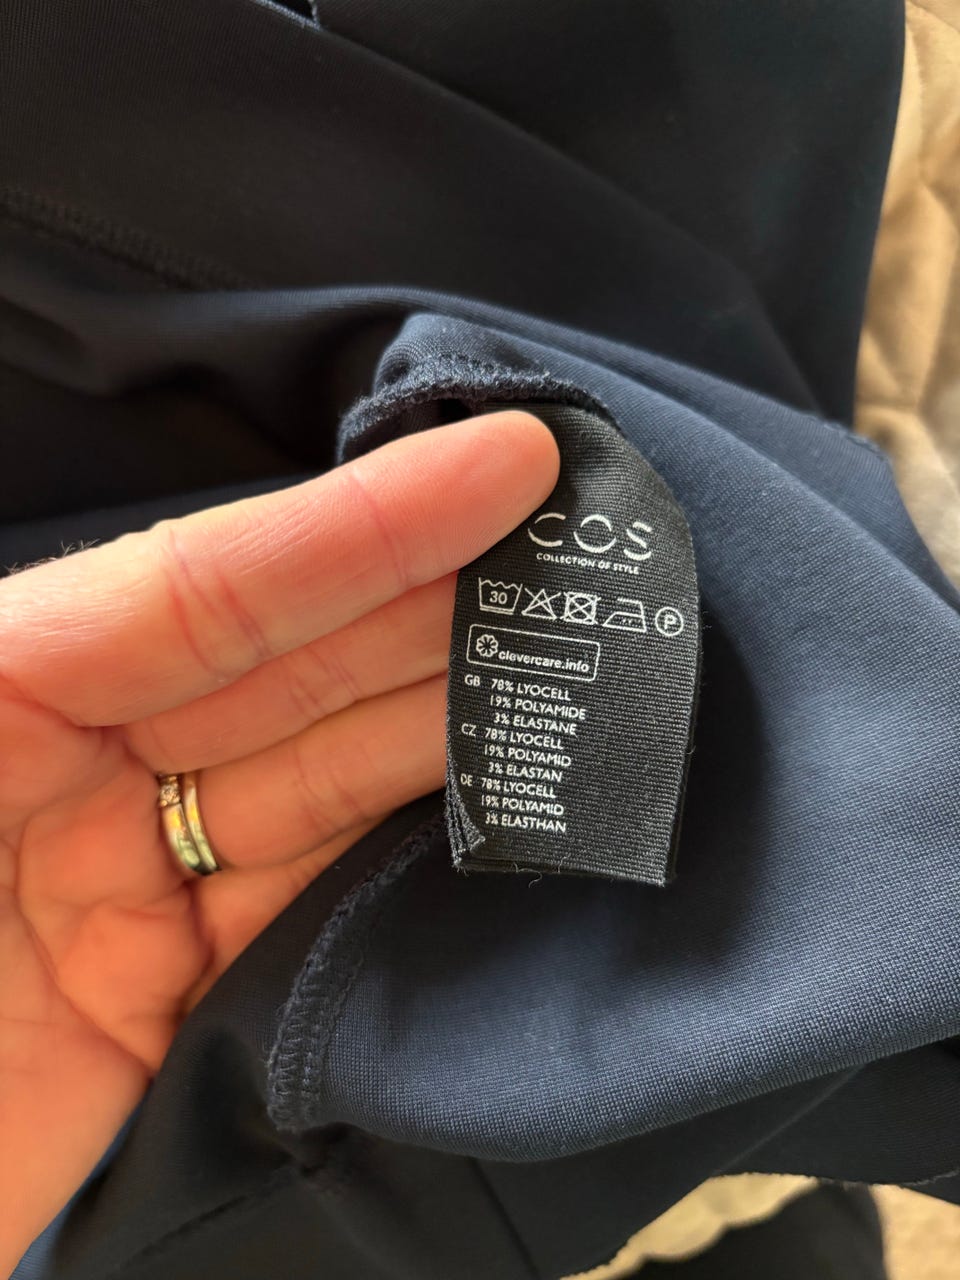 COS
COLLECTION OF STYLE
30 P
clevercare.info
GB 78% LYOCELL
19% POLYAMIDE
3% ELASTANE
CZ 78% LYOCELL
19% POLYAMID
3% ELASTAN
DE 78% LYOCELL
19% POLYAMID
3% ELASTHAN